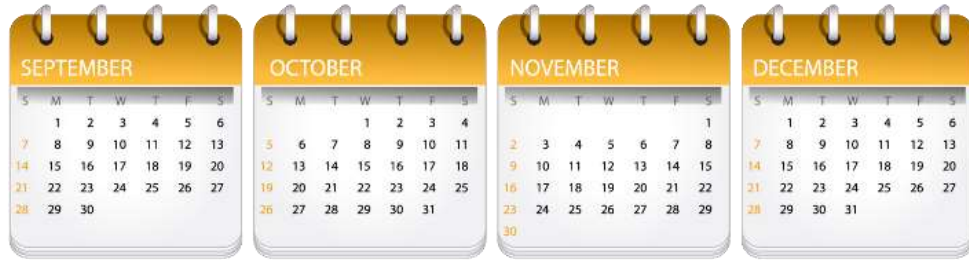 SEPTEMBER
S M T W T F S
1 2 3 4 5 6
7 8 9 10 11 12 13
14 15 16 17 18 19 20
21 22 23 24 25 26 27
28 29 30
OCTOBER
S M T W T F S
1 2 3 4
5 6 7 8 9 10 11
12 13 14 15 16 17 18
19 20 21 22 23 24 25
26 27 28 29 30 31
NOVEMBER
S M T W T F S
1
2 3 4 5 6 7 8
9 10 11 12 13 14 15
16 17 18 19 20 21 22
23 24 25 26 27 28 29
30
DECEMBER
S M T W T F S
1 2 3 4 5 6
7 8 9 10 11 12 13
14 15 16 17 18 19 20
21 22 23 24 25 26 27
28 29 30 31